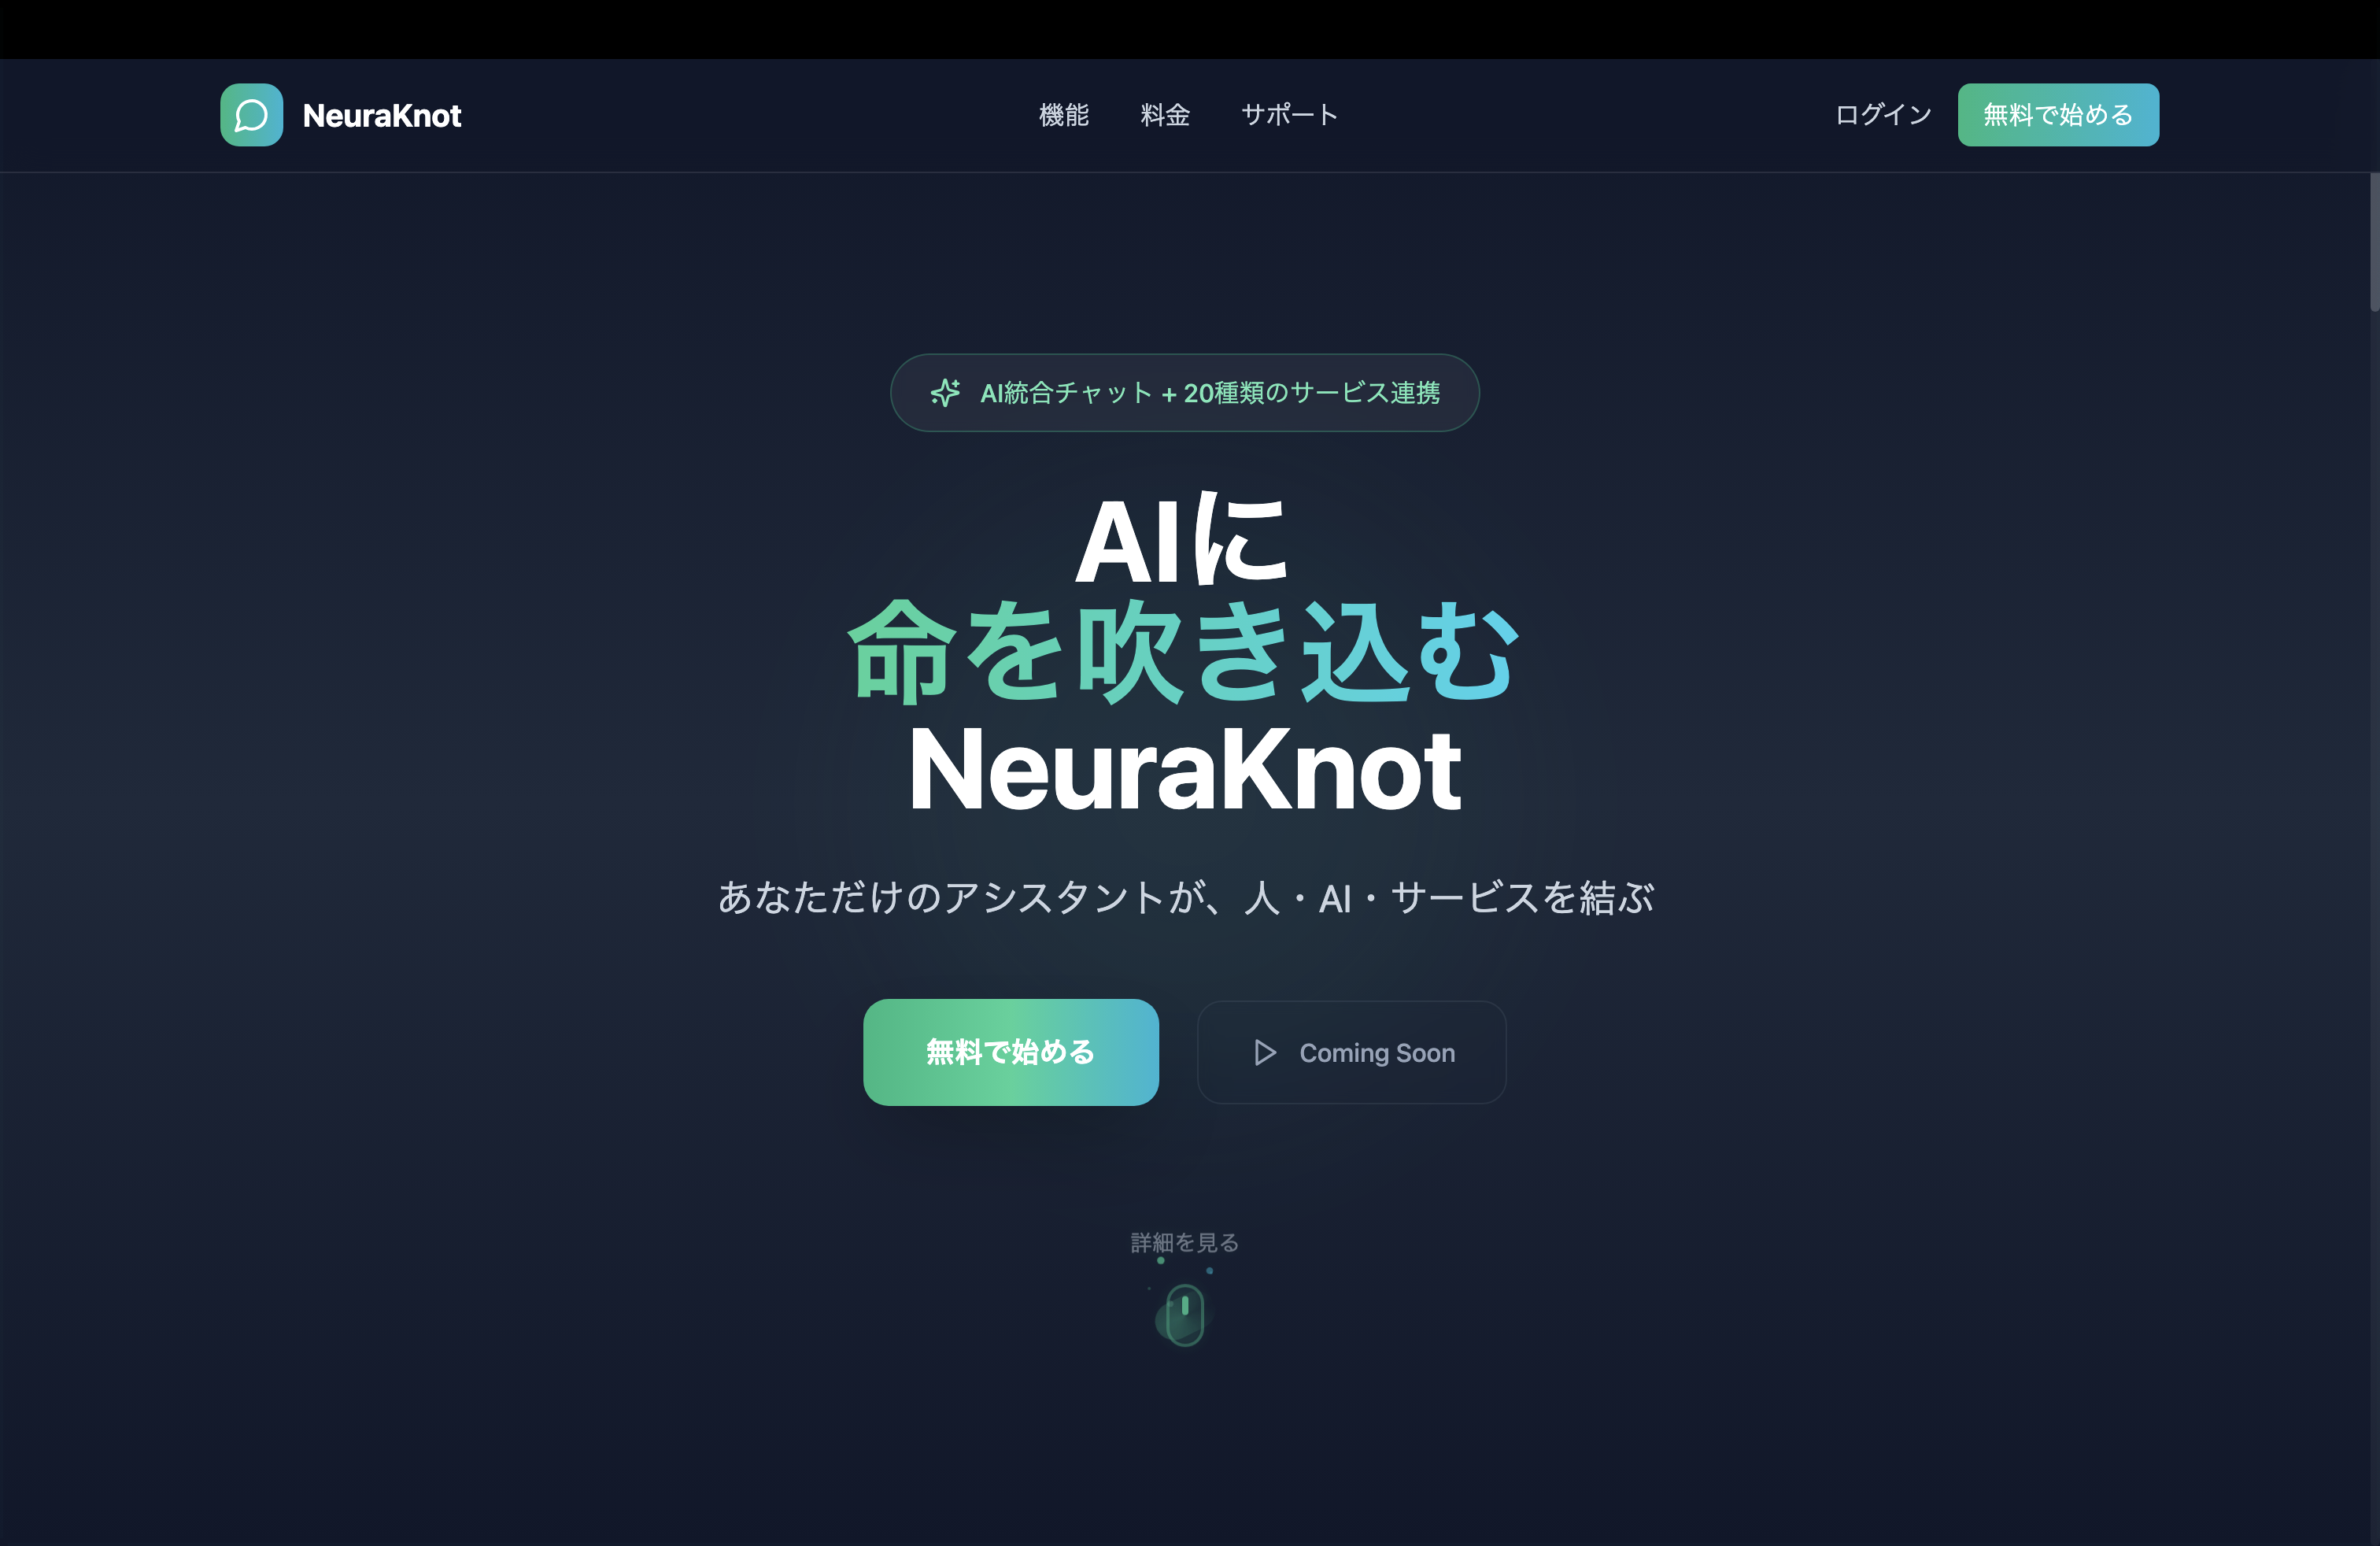 NeuraKnot
機能 料金 サポート
ログイン 無料で始める
AI統合チャット + 20種類のサービス連携
AIに
命を吹き込む
NeuraKnot
あなただけのアシスタントが、人・AI・サービスを結ぶ
無料で始める
Coming Soon
詳細を見る